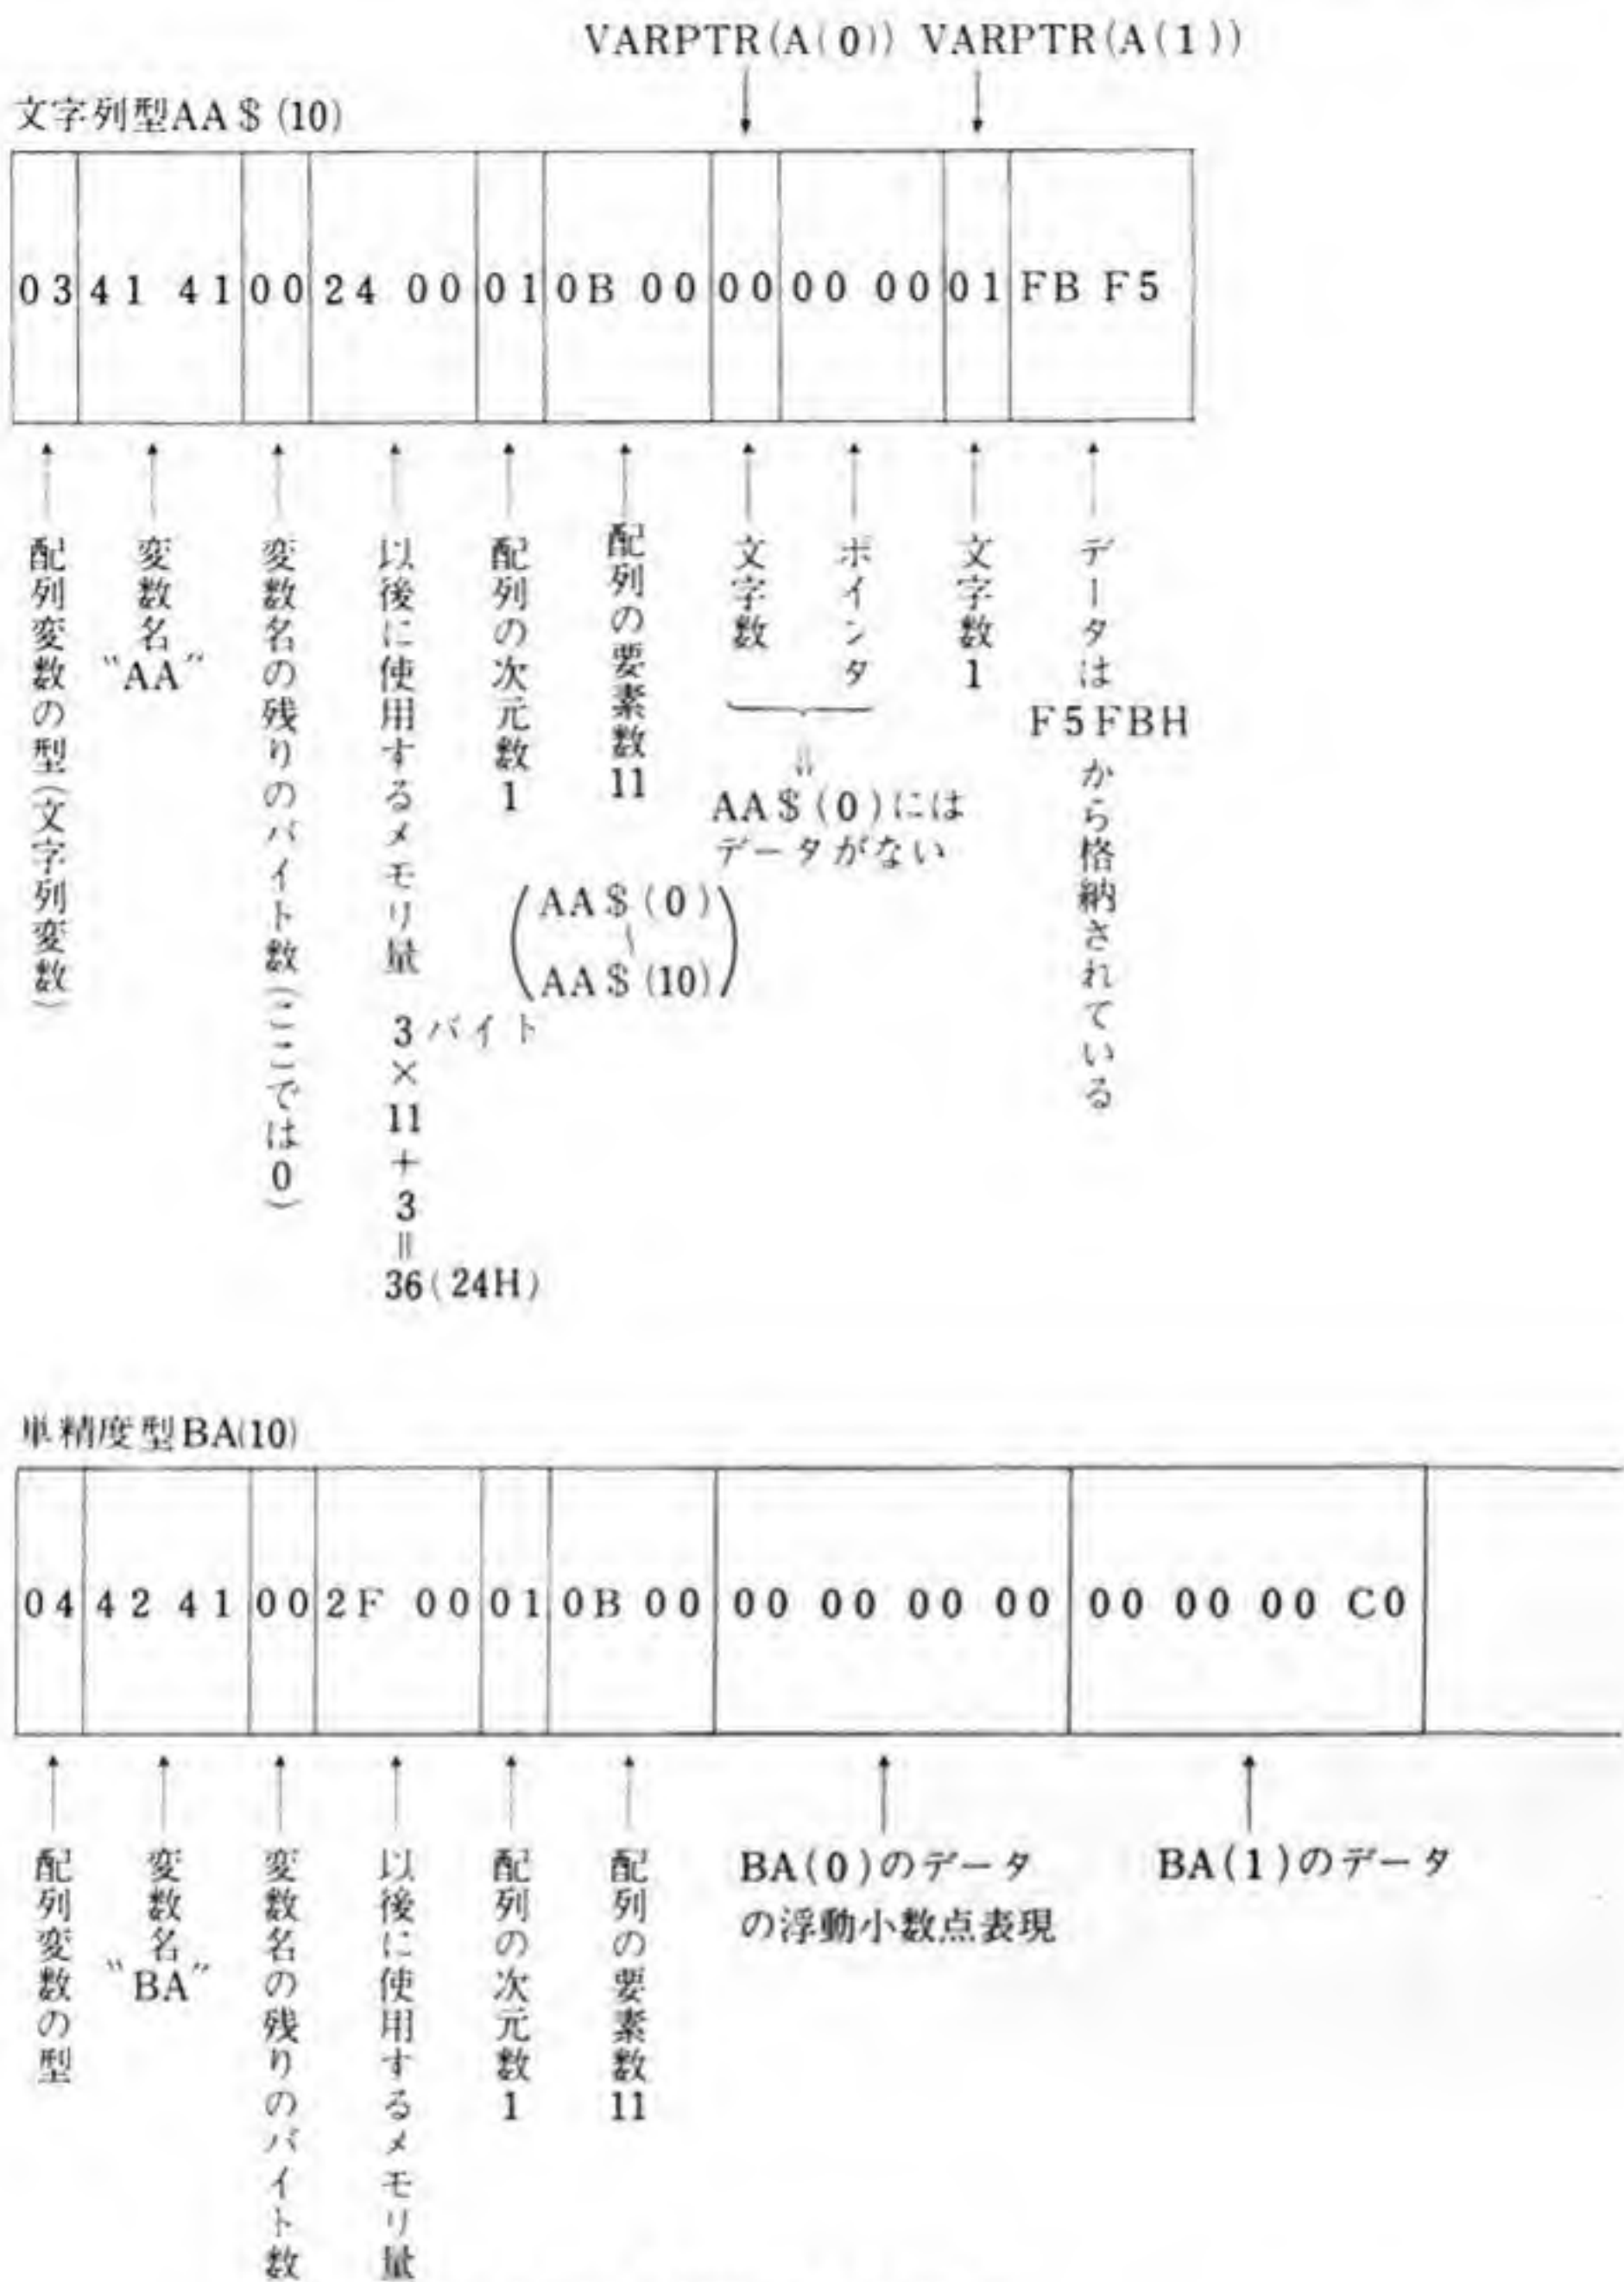 VARPTR(A(0)) VARPTR(A(1))
文字列型AA$(10)
03 41 41 00 24 00 01 0B 00 00 00 00 01 FB F5
配列変数の型(文字列変数)
変数名"AA"
変数名の残りのバイト数(ここでは0)
以後に使用するメモリ量 3バイト×11+3=36(24H)
配列の次元数1
配列の要素数11
(AA$(0)
~
AA$(10))
文字数
ポインタ
=
AA$(0)には
データがない
文字数1
データはF5FBHから格納されている
単精度型BA(10)
04 42 41 00 2F 00 01 0B 00 00 00 00 00 00 00 00 C0
配列変数の型
変数名"BA"
変数名の残りのバイト数
以後に使用するメモリ量
配列の次元数1
配列の要素数11
BA(0)のデータ
の浮動小数点表現
BA(1)のデータ